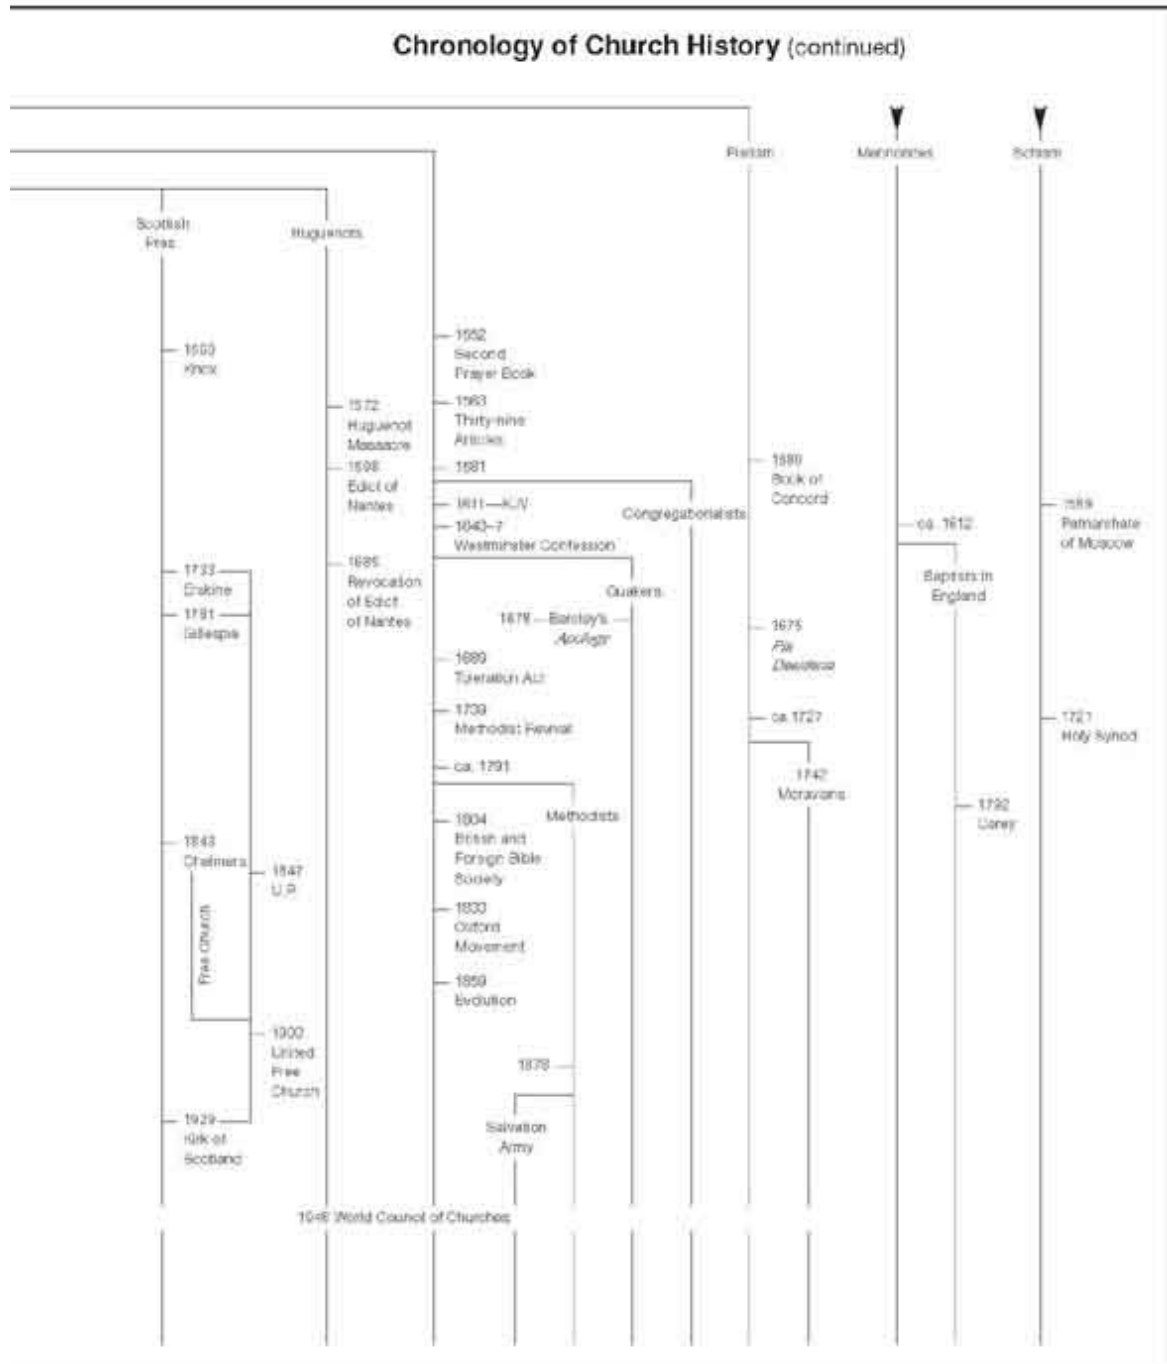 Chronology of Church History (continued)
Pietism
Mennonites
Schism
Scottish
Pres.
Huguenots
1552
Second
Prayer Book
1560
Knox
1563
Thirty-nine
Articles
1572
Huguenot
Massacre
1598
Edict of
Nantes
1581
1580
Book of
Concord
1611—KJV
Congregationalists
1589
Patriarchate
of Moscow
1643-7
Westminster Confession
ca. 1612
Baptists in
England
1733
Erskine
1685
Revocation
of Edict
of Nantes
Quakers
1761
Gillespie
Barclay's
Apology
1675
Pia
Desideria
1689
Toleration Act
1739
Methodist Revival
ca. 1727
1721
Holy Synod
ca. 1791
1742
Moravians
Methodists
1792
Carey
1804
British and
Foreign Bible
Society
1843
Chalmers
1847
U.P.
Free Church
1833
Oxford
Movement
1859
Evolution
1900
United
Free
Church
1878
1929
Kirk of
Scotland
Salvation
Army
1948 World Council of Churches